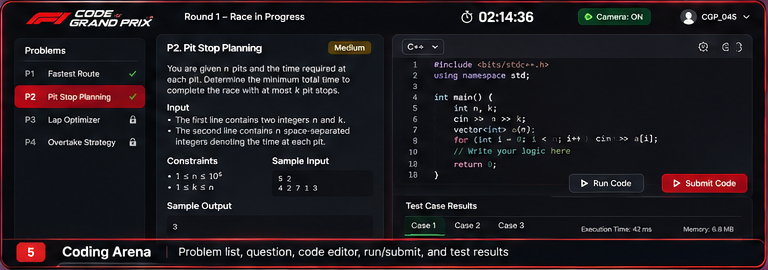 CODE
GRAND PRIX
Round 1 – Race in Progress
02:14:36
Camera: ON
CGP_045
Problems
P1 Fastest Route
P2 Pit Stop Planning
P3 Lap Optimizer
P4 Overtake Strategy
P2. Pit Stop Planning
Medium
You are given n pits and the time required at
each pit. Determine the minimum total time to
complete the race with at most k pit stops.
Input
• The first line contains two integers n and k.
• The second line contains n space-separated
integers denoting the time at each pit.
Constraints
• 1 ≤ n ≤ 10⁵
• 1 ≤ k ≤ n
Sample Input
5 2
4 2 7 1 3
Sample Output
3
C++
1 #include <bits/stdc++.h>
2 using namespace std;
3
4 int main() {
5 int n, k;
6 cin >> n >> k;
7 vector<int> a(n);
8 for (int i = 0; i < n; i++) cin >> a[i];
// Write your logic here
return 0;
}
Run Code
Submit Code
Test Case Results
Case 1 Case 2 Case 3
Execution Time: 42 ms
Memory: 6.8 MB
5 Coding Arena | Problem list, question, code editor, run/submit, and test results